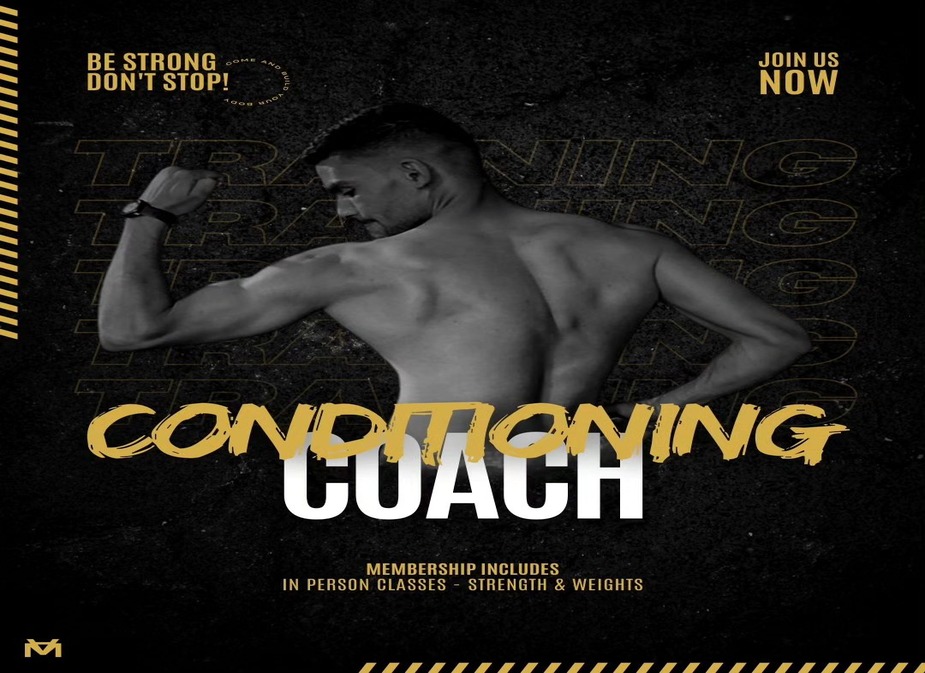 BE STRONG
DON'T STOP!
COME AND BUILD
YOUR BODY
JOIN US
NOW
TRAINING
TRAINING
TRAINING
TRAINING
TRAINING
CONDITIONING
COACH
MEMBERSHIP INCLUDES
IN PERSON CLASSES - STRENGTH & WEIGHTS